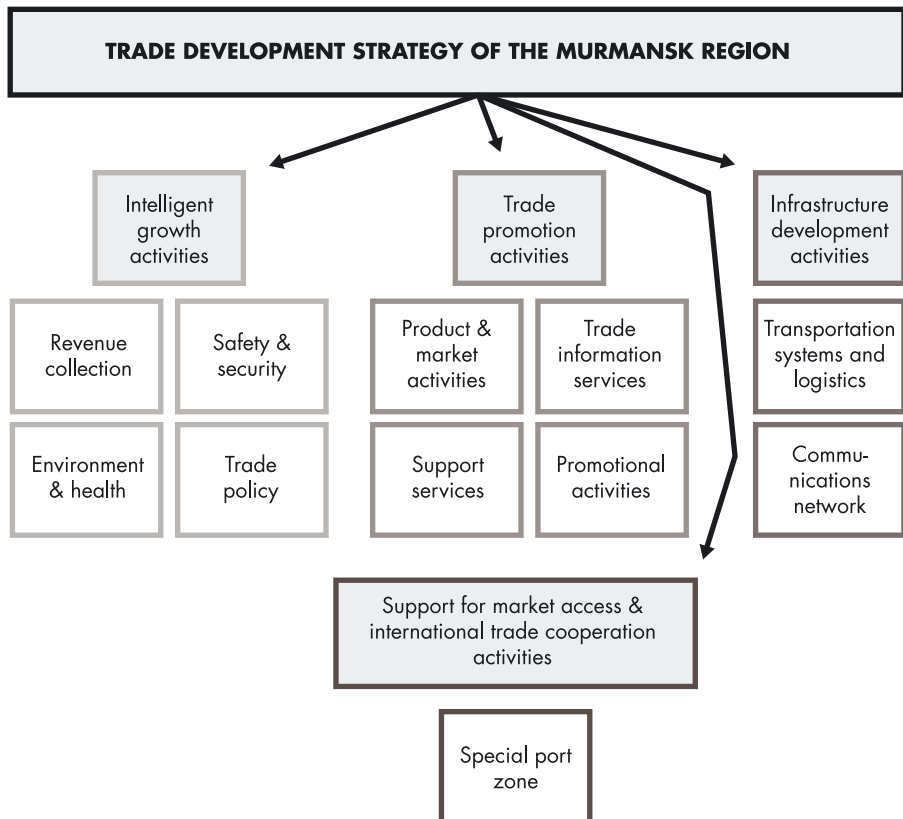 TRADE DEVELOPMENT STRATEGY OF THE MURMANSK REGION
Intelligent
growth
activities
Trade
promotion
activities
Infrastructure
development
activities
Revenue
collection
Safety &
security
Product &
market
activities
Trade
information
services
Transportation
systems and
logistics
Environment
& health
Trade
policy
Support
services
Promotional
activities
Commu-
nications
network
Support for market access &
international trade cooperation
activities
Special port
zone